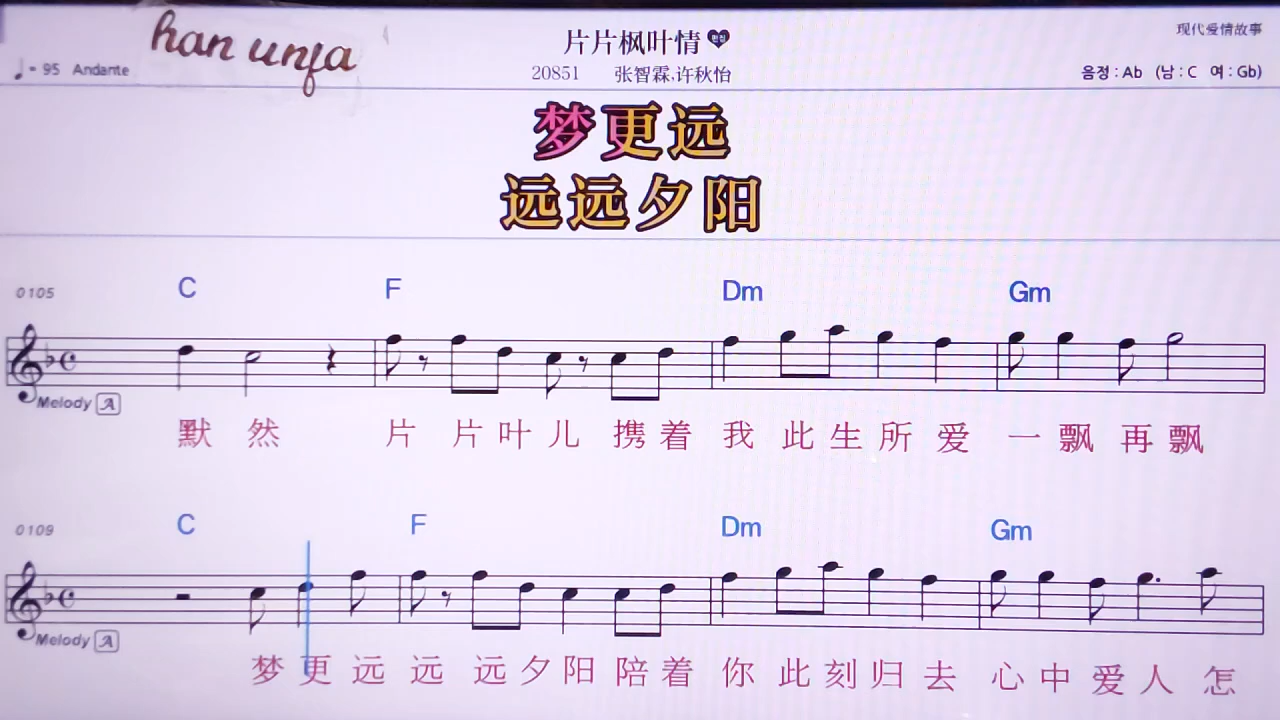 han unfa
片片枫叶情 편집
现代爱情故事
♩= 95 Andante
20851 张智霖,许秋怡
음정 : Ab (남 : C 여 : Gb)
梦更远
远远夕阳
0105 C F Dm Gm
Melody A
默然 片片叶儿携着我此生所爱一飘再飘
0109 C F Dm Gm
Melody A
梦更远远远夕阳陪着你此刻归去心中爱人怎